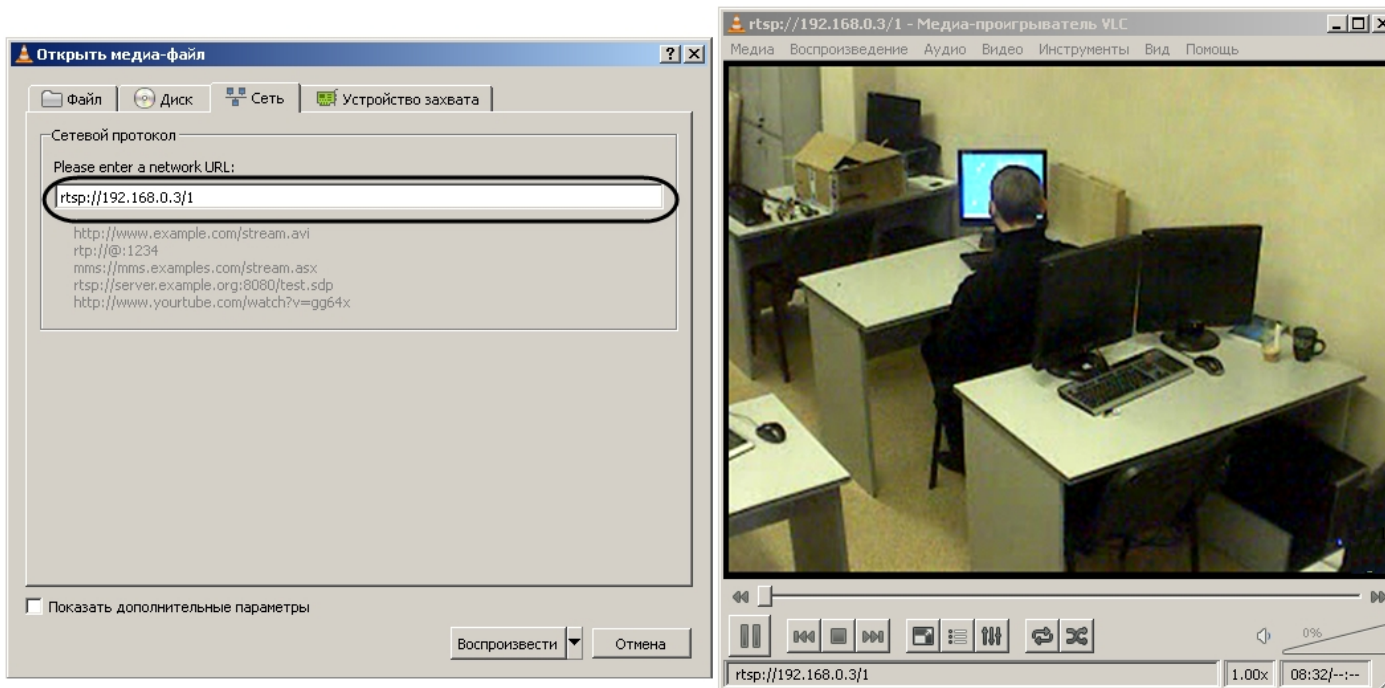 Открыть медиа-файл
Файл
Диск
Сеть
Устройство захвата
Сетевой протокол
Please enter a network URL:
rtsp://192.168.0.3/1
http://www.example.com/stream.avi
rtp://@:1234
mms://mms.examples.com/stream.asx
rtsp://server.example.org:8080/test.sdp
http://www.yourtube.com/watch?v=gg64x
Показать дополнительные параметры
Воспроизвести
Отмена
rtsp://192.168.0.3/1 - Медиа-проигрыватель VLC
Медиа Воспроизведение Аудио Видео Инструменты Вид Помощь
0%
rtsp://192.168.0.3/1
1.00x
08:32/--:--